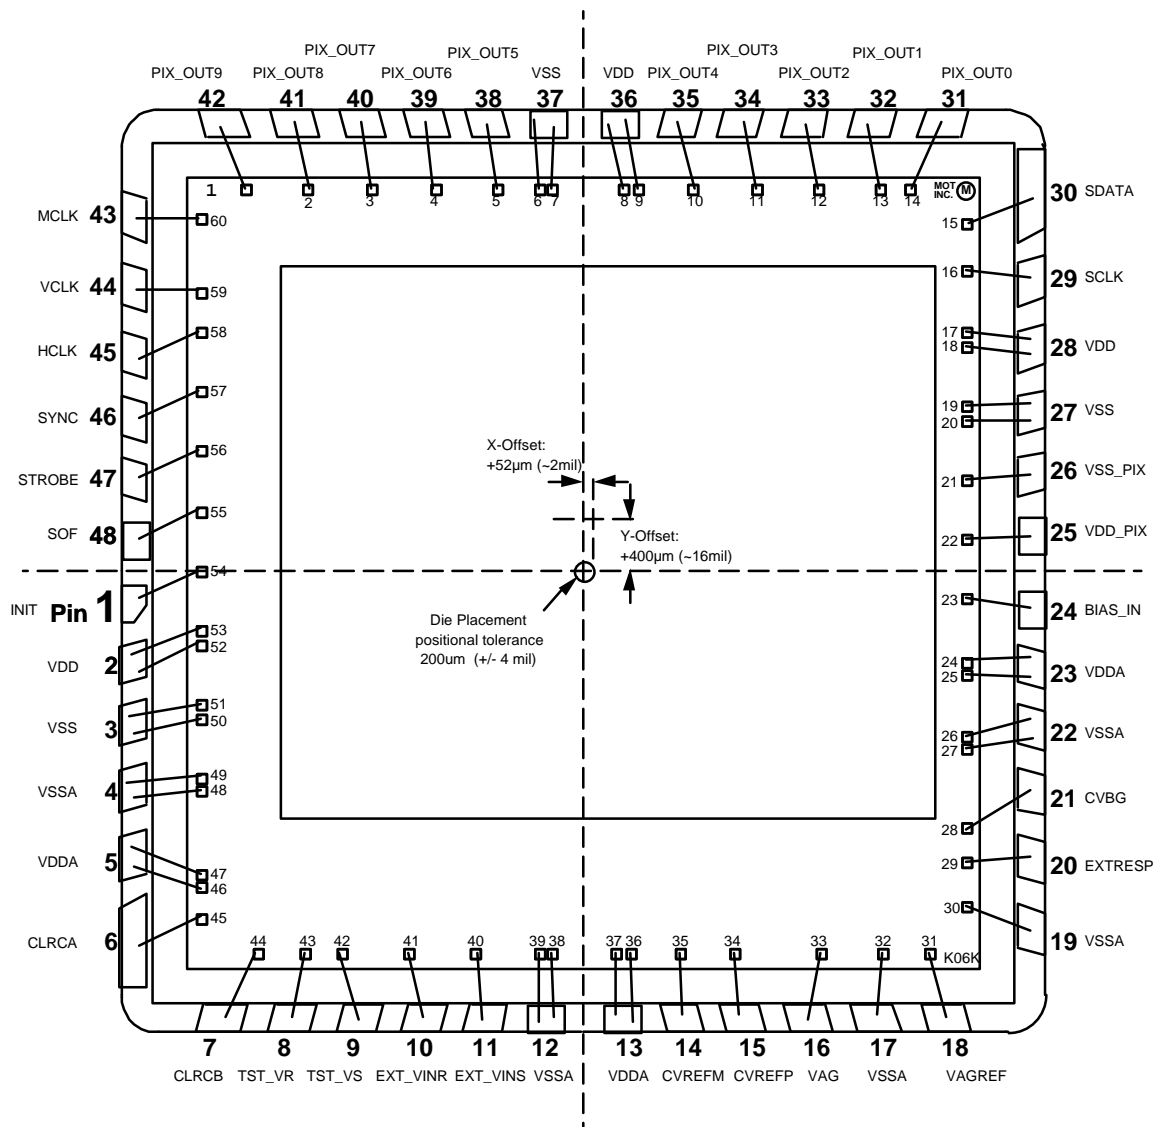 PIX_OUT7 PIX_OUT5 PIX_OUT3 PIX_OUT1
PIX_OUT9 PIX_OUT8 PIX_OUT6 VSS VDD PIX_OUT4 PIX_OUT2 PIX_OUT0
42 41 40 39 38 37 36 35 34 33 32 31
1 2 3 4 5 6 7 8 9 10 11 12 13 14
MOT
INC. M
MCLK 43 60 15 30 SDATA
VCLK 44 59 16 29 SCLK
HCLK 45 58 17 18 28 VDD
SYNC 46 57 19 20 27 VSS
X-Offset:
+52µm (~2mil)
STROBE 47 56 21 26 VSS_PIX
SOF 48 55 22 25 VDD_PIX
Y-Offset:
+400µm (~16mil)
INIT Pin 1 54 23 24 BIAS_IN
Die Placement
positional tolerance
200um (+/- 4 mil)
VDD 2 53 52 24 25 23 VDDA
VSS 3 51 50 26 27 22 VSSA
VSSA 4 49 48 28 21 CVBG
VDDA 5 47 46 29 20 EXTRESP
CLRCA 6 45 30 19 VSSA
44 43 42 41 40 39 38 37 36 35 34 33 32 31
K06K
7 8 9 10 11 12 13 14 15 16 17 18
CLRCB TST_VR TST_VS EXT_VINR EXT_VINS VSSA VDDA CVREFM CVREFP VAG VSSA VAGREF